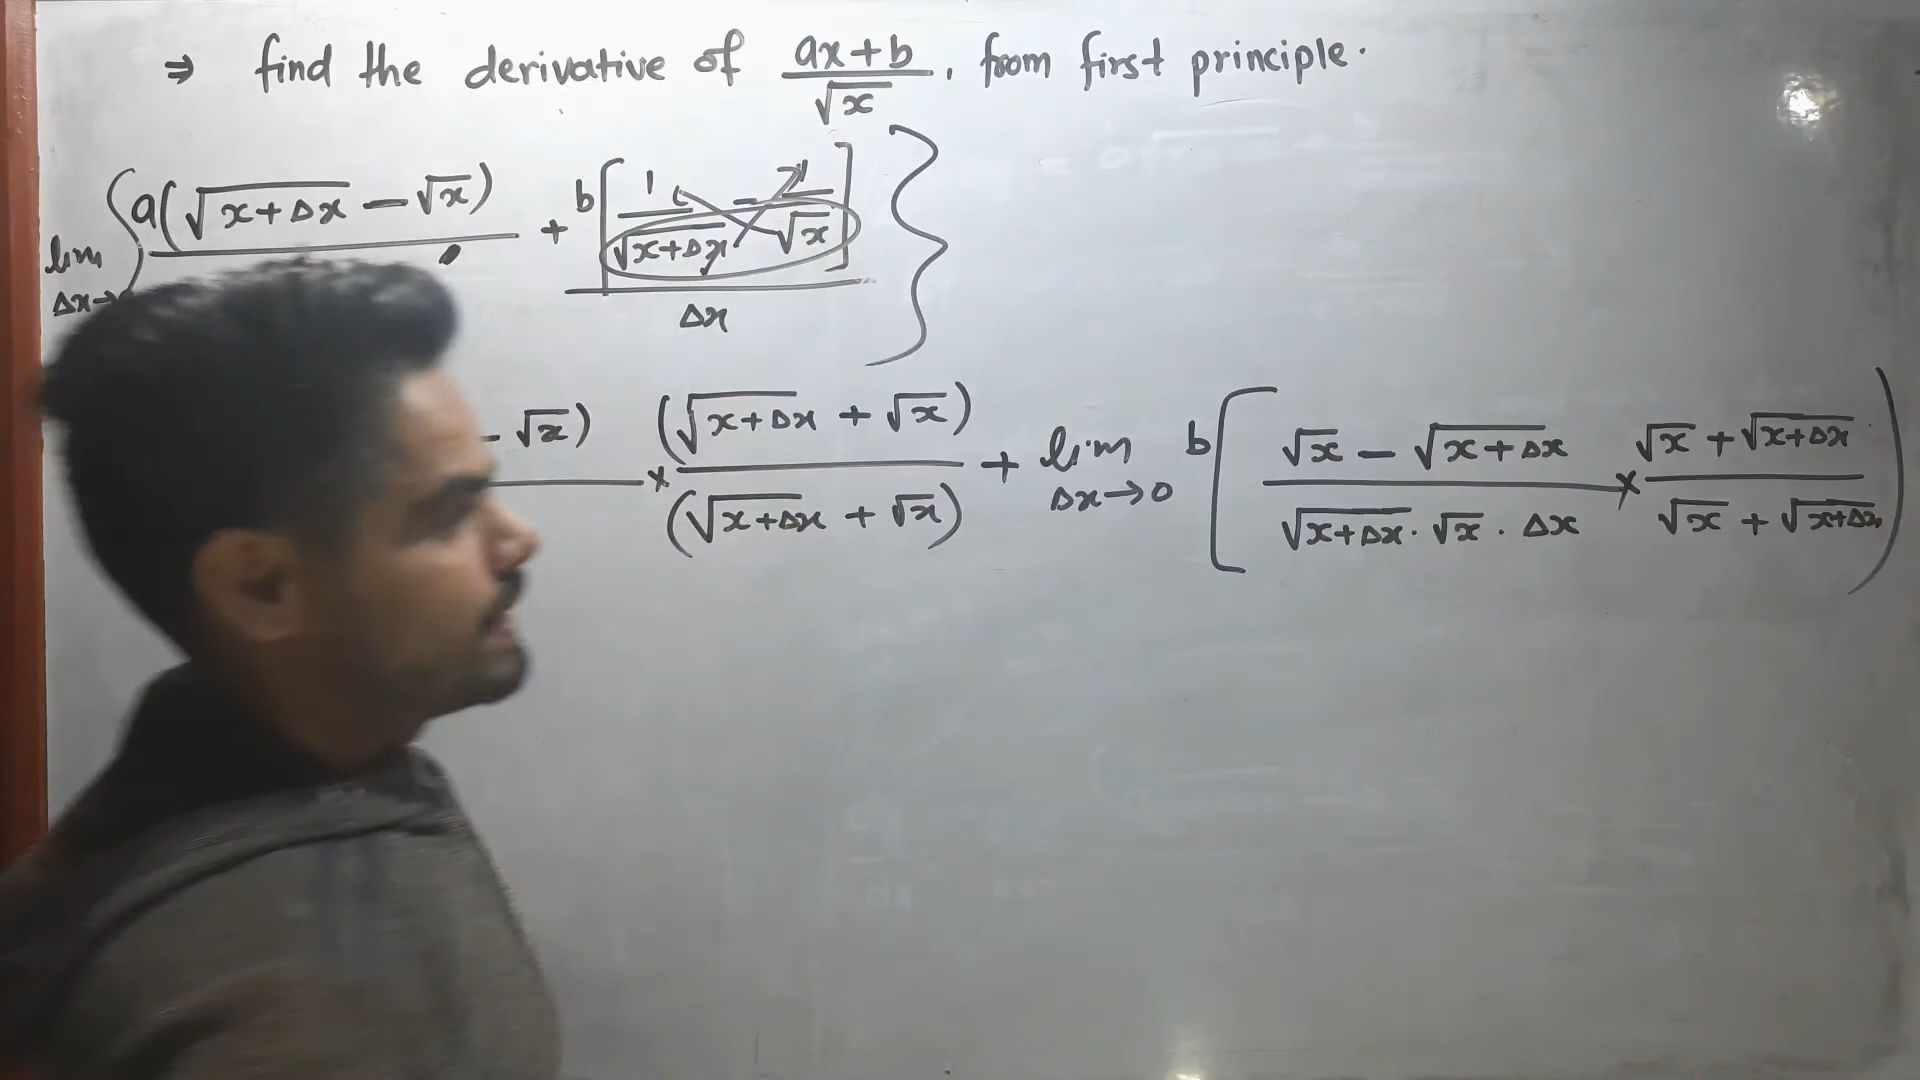 ⇒ find the derivative of (ax+b)/√x, from first principle.
lim Δx→ { a(√(x+Δx) − √x) / + b[1/√(x+Δx) − 1/√x] / Δx }
− √x) / × (√(x+Δx) + √x) / (√(x+Δx) + √x) + lim Δx→0 b[ (√x − √(x+Δx)) / (√(x+Δx) · √x · Δx) × (√x + √(x+Δx)) / (√x + √(x+Δx)) )